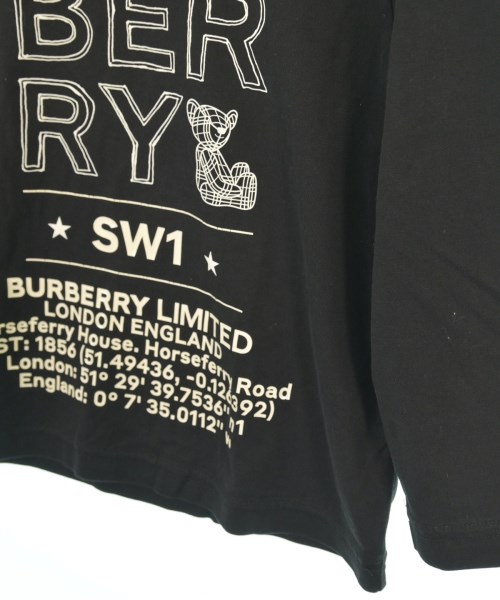 BER
RY
SW1
BURBERRY LIMITED
LONDON ENGLAND
rseferry House. Horseferry Road
ST: 1856 (51.49436, -0.12
London: 51° 29' 39.7536"
England: 0° 7' 35.0112"